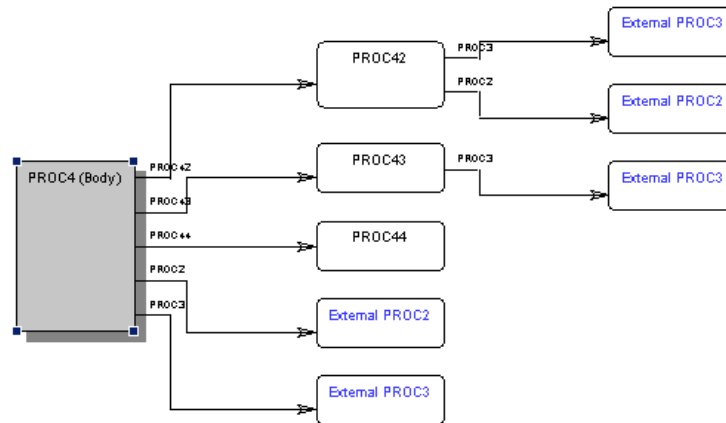 External PROC3
PROC42
PROC3
PROC2
External PROC2
PROC4 (Body)
PROC42
PROC43
PROC3
External PROC3
PROC43
PROC44
PROC44
PROC2
External PROC2
PROC3
External PROC3